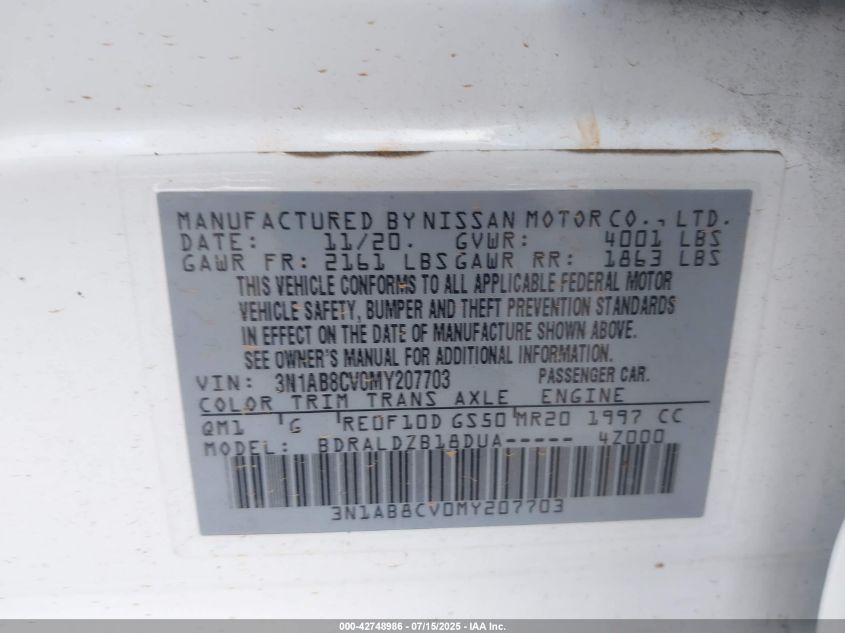 MANUFACTURED BY NISSAN MOTOR CO., LTD.
DATE: 11/20. GVWR: 4001 LBS
GAWR FR: 2161 LBS GAWR RR: 1863 LBS
THIS VEHICLE CONFORMS TO ALL APPLICABLE FEDERAL MOTOR
VEHICLE SAFETY, BUMPER AND THEFT PREVENTION STANDARDS
IN EFFECT ON THE DATE OF MANUFACTURE SHOWN ABOVE.
SEE OWNER'S MANUAL FOR ADDITIONAL INFORMATION.
VIN: 3N1AB8CV0MY207703 PASSENGER CAR.
COLOR TRIM TRANS AXLE ENGINE
QM1 G RE0F10D GS50 MR20 1997 CC
MODEL: BDRALDZB18DUA----- 4Z000
3N1AB8CV0MY207703
000-42748986 - 07/15/2025 - IAA Inc.